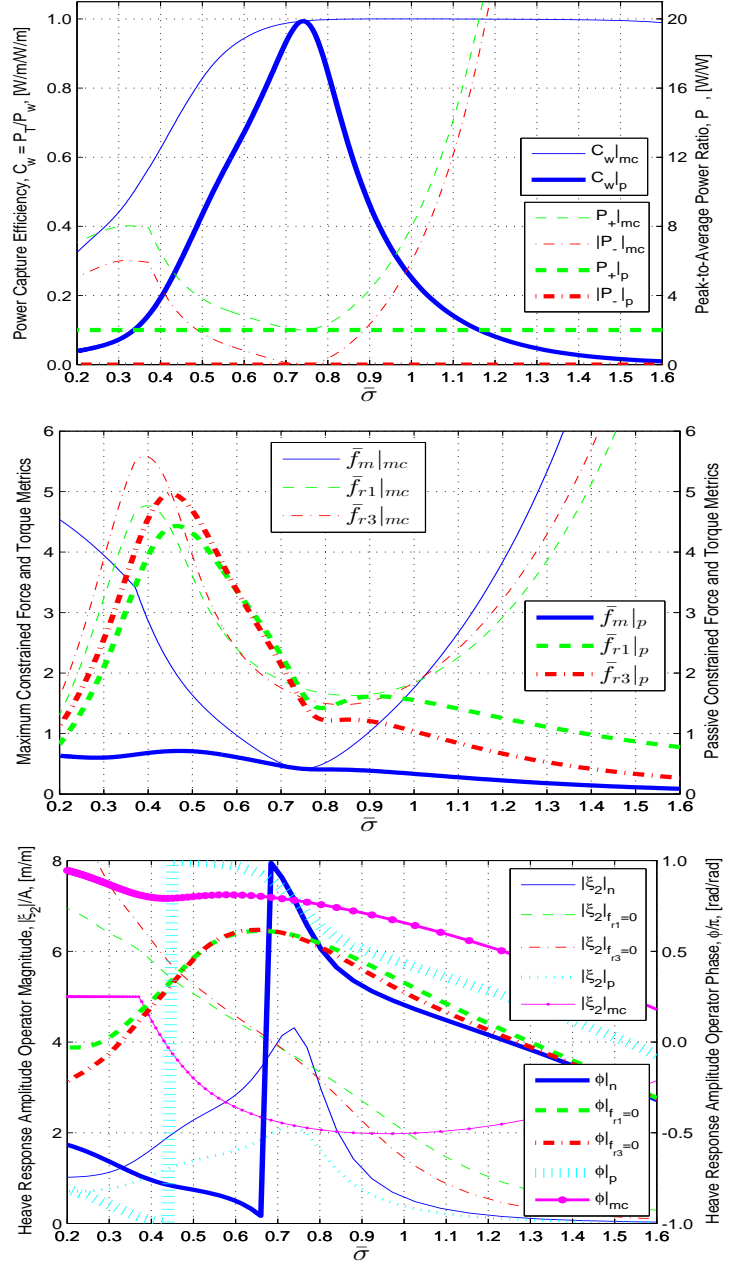 Power Capture Efficiency, C_w = P_T/P_w, [W/m/W/m]
1.0
0.8
0.6
0.4
0.2
0.0
20
16
12
8
4
0
Peak-to-Average Power Ratio, P , [W/W]
C_w|_mc
C_w|_p
P_+|_mc
|P_-|_mc
P_+|_p
|P_-|_p
0.2 0.3 0.4 0.5 0.6 0.7 0.8 0.9 1 1.1 1.2 1.3 1.4 1.5 1.6
σ̄
Maximum Constrained Force and Torque Metrics
6
5
4
3
2
1
0
6
5
4
3
2
1
0
Passive Constrained Force and Torque Metrics
f̄_m|_mc
f̄_r1|_mc
f̄_r3|_mc
f̄_m|_p
f̄_r1|_p
f̄_r3|_p
0.2 0.3 0.4 0.5 0.6 0.7 0.8 0.9 1 1.1 1.2 1.3 1.4 1.5 1.6
σ̄
Heave Response Amplitude Operator Magnitude, |ξ_2|/A, [m/m]
8
6
4
2
0
1.0
0.5
0.0
-0.5
-1.0
Heave Response Amplitude Operator Phase, ϕ/π, [rad/rad]
|ξ_2|_n
|ξ_2|_f_r1=0
|ξ_2|_f_r3=0
|ξ_2|_p
|ξ_2|_mc
ϕ|_n
ϕ|_f_r1=0
ϕ|_f_r3=0
ϕ|_p
ϕ|_mc
0.2 0.3 0.4 0.5 0.6 0.7 0.8 0.9 1 1.1 1.2 1.3 1.4 1.5 1.6
σ̄